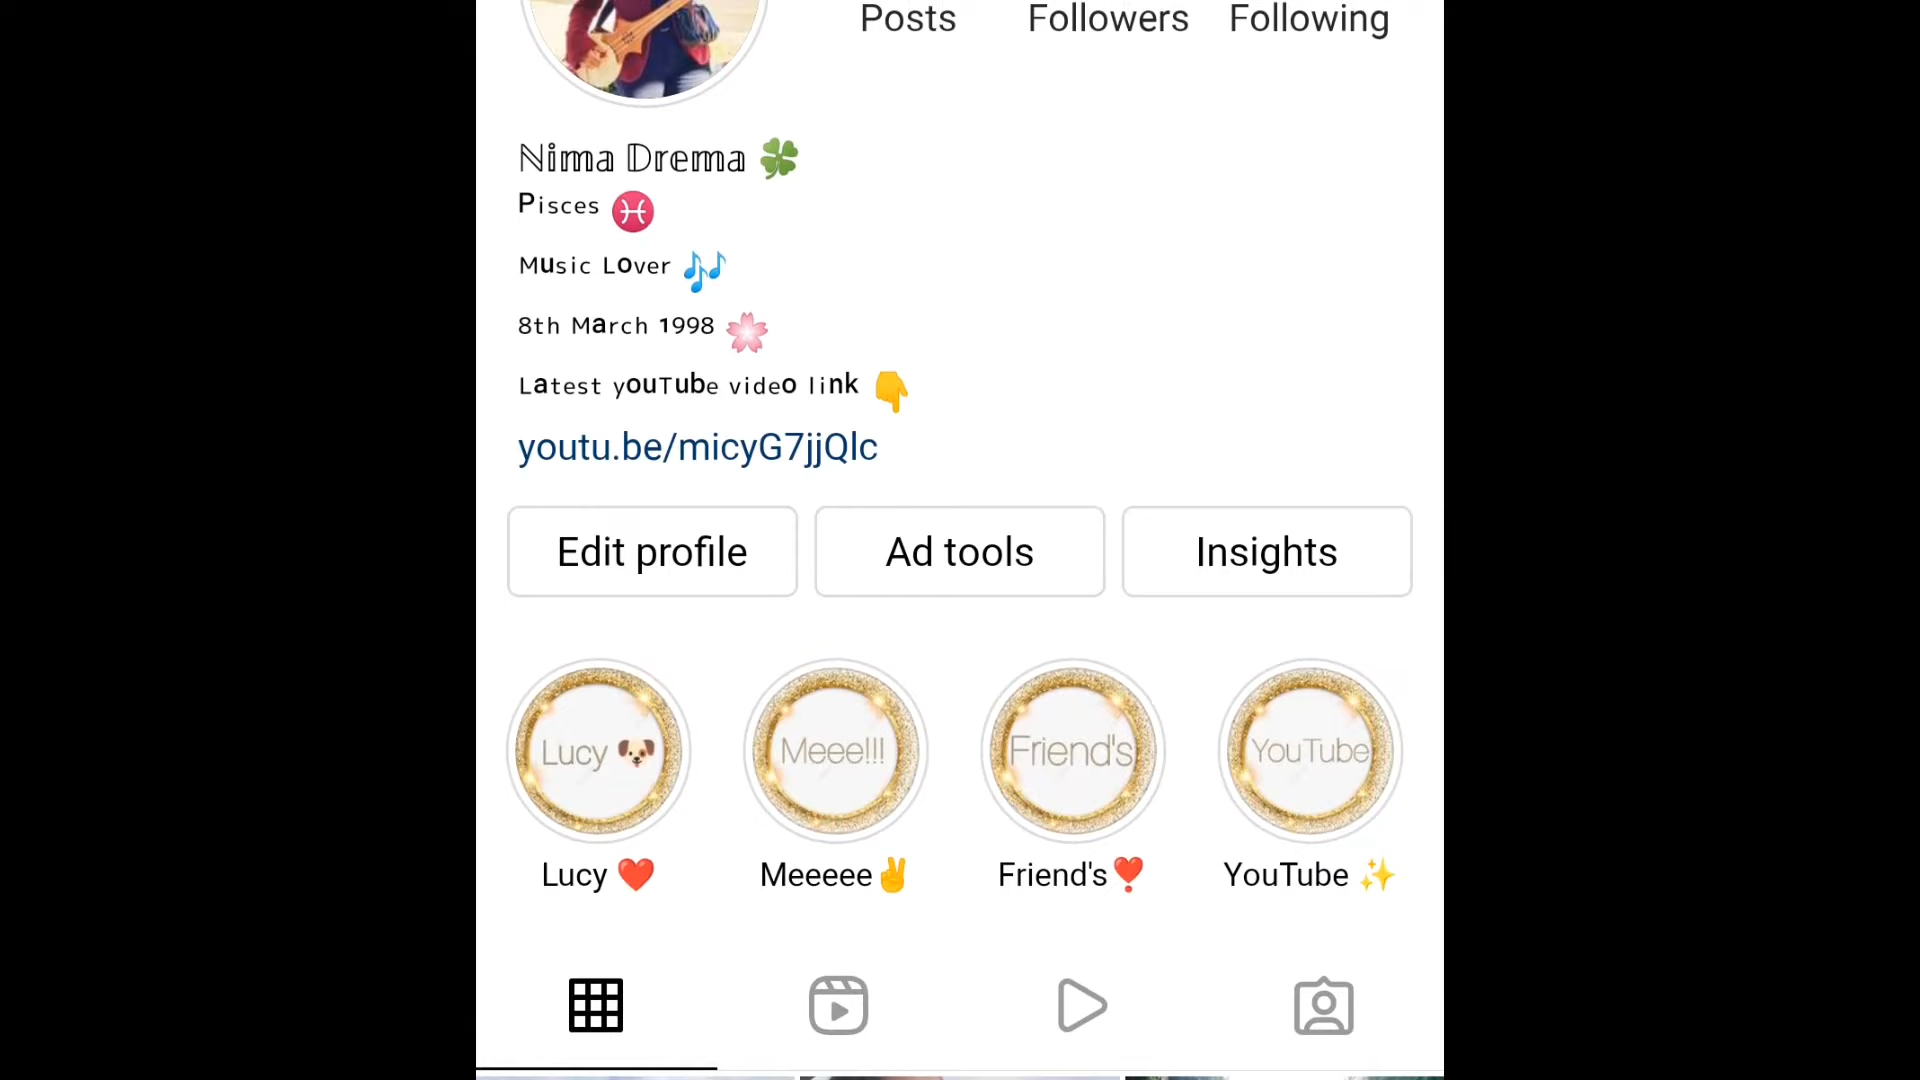 Posts Followers Following
Nima Drema 🍀
Pisces ♓
Music Lover 🎶
8th March 1998 🌸
Latest youTube video link 👇
youtu.be/micyG7jjQlc
Edit profile Ad tools Insights
Lucy 🐶 Meee!!! Friend's YouTube
Lucy ❤️ Meeeee✌️ Friend's❣️ YouTube ✨